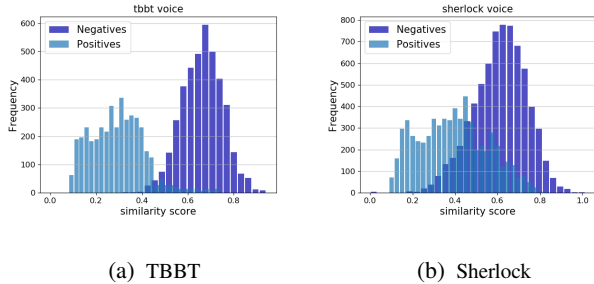 tbbt voice
Negatives
Positives
600
500
400
300
200
100
0
Frequency
0.0 0.2 0.4 0.6 0.8
similarity score
(a) TBBT
sherlock voice
Negatives
Positives
800
700
600
500
400
300
200
100
0
Frequency
0.0 0.2 0.4 0.6 0.8 1.0
similarity score
(b) Sherlock